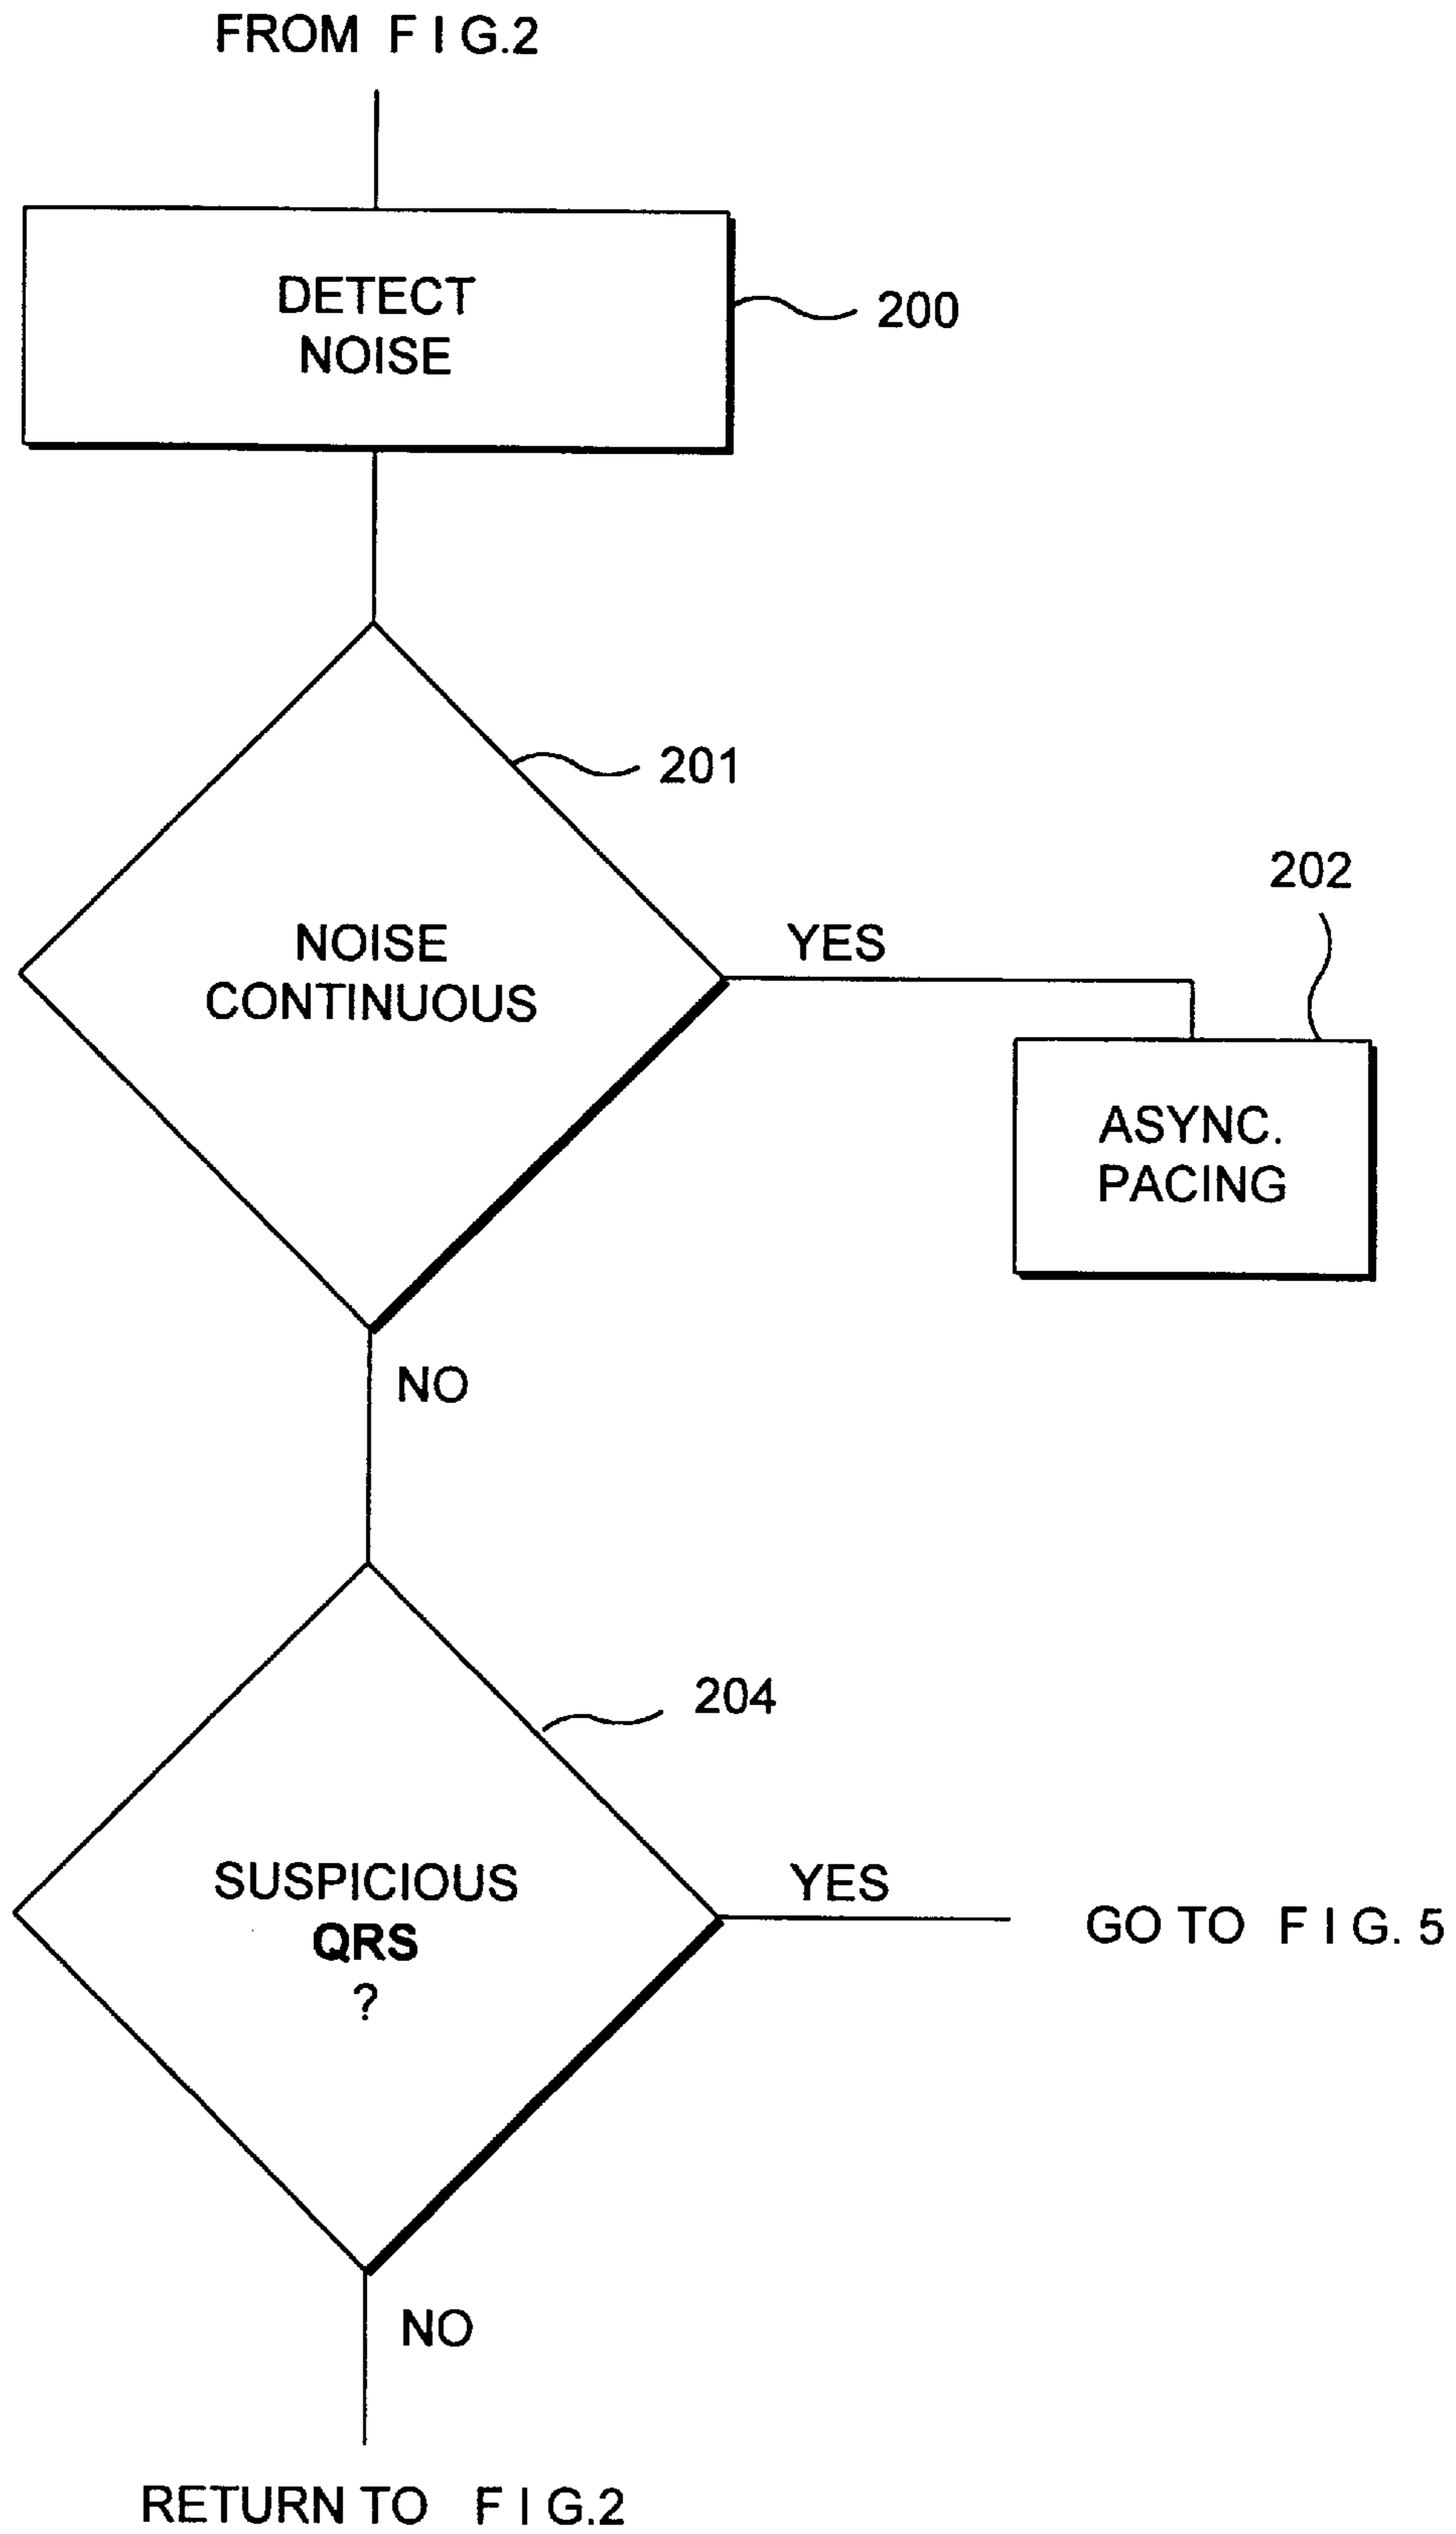 FROM FIG.2
DETECT
NOISE
200
201
202
NOISE
CONTINUOUS
YES
ASYNC.
PACING
NO
204
SUSPICIOUS
QRS
?
YES
GO TO FIG. 5
NO
RETURN TO FIG.2